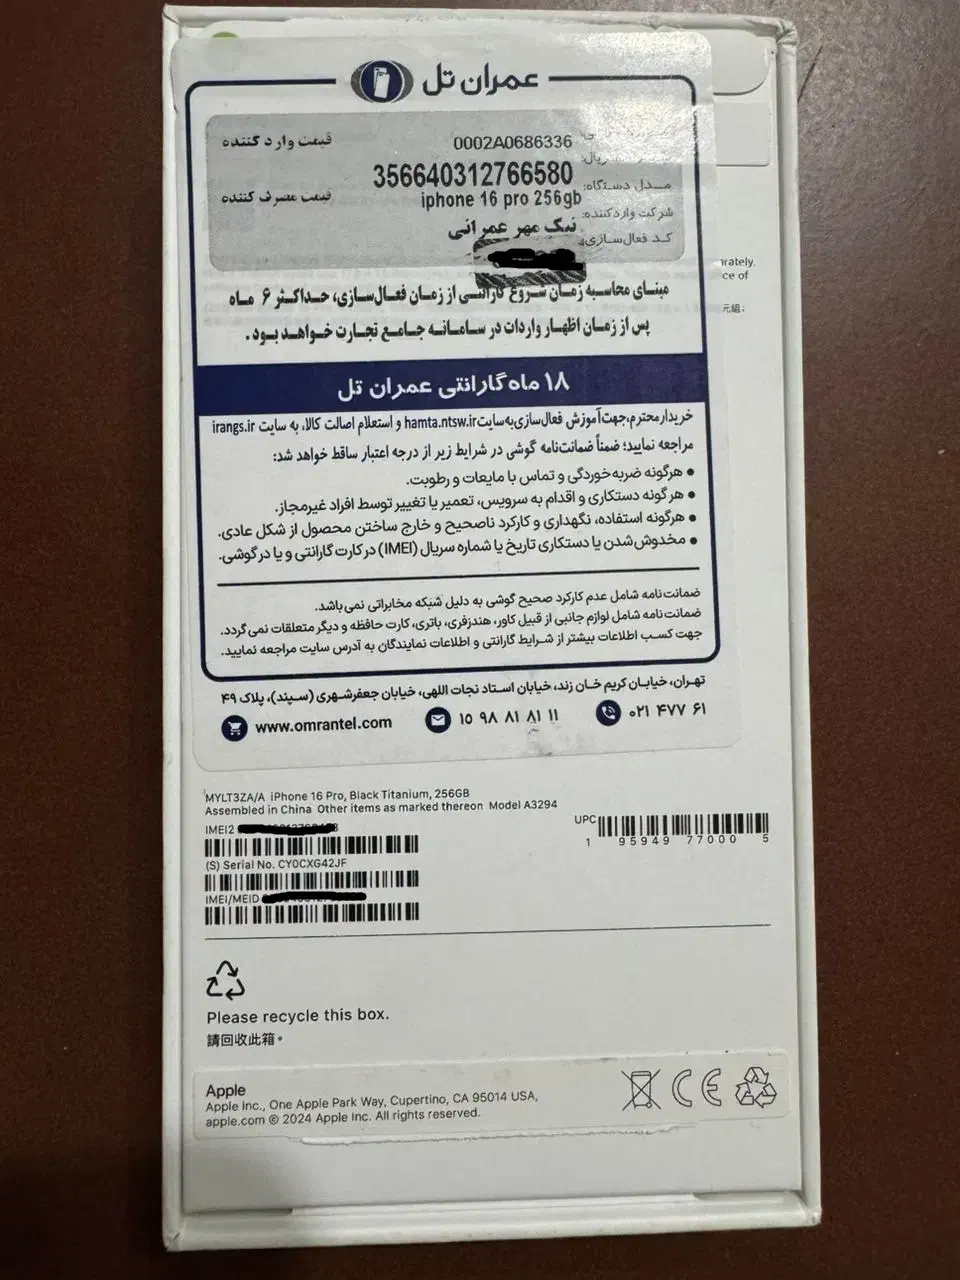 عمران تل
قیمت وارد کننده
0002A0686336
ریال:
356640312766580
مدل دستگاه:
iphone 16 pro 256gb
قیمت مصرف کننده
شرکت واردکننده:
نیک مهر عمرانی
کد فعال‌سازی:
مبنای محاسبه زمان شروع گارانتی از زمان فعال‌سازی، حداکثر ۶ ماه
پس از زمان اظهار واردات در سامانه جامع تجارت خواهد بود.
۱۸ ماه گارانتی عمران تل
خریدار محترم، جهت آموزش فعال‌سازی به سایت hamta.ntsw.ir و استعلام اصالت کالا، به سایت irangs.ir
مراجعه نمایید؛ ضمناً ضمانت‌نامه گوشی در شرایط زیر از درجه اعتبار ساقط خواهد شد:
• هرگونه ضربه‌خوردگی و تماس با مایعات و رطوبت.
• هرگونه دستکاری و اقدام به سرویس، تعمیر یا تغییر توسط افراد غیرمجاز.
• هرگونه استفاده، نگهداری و کارکرد ناصحیح و خارج ساختن محصول از شکل عادی.
• مخدوش شدن یا دستکاری تاریخ یا شماره سریال (IMEI) در کارت گارانتی و یا در گوشی.
ضمانت نامه شامل عدم کارکرد صحیح گوشی به دلیل شبکه مخابراتی نمی‌باشد.
ضمانت نامه شامل لوازم جانبی از قبیل کاور، هندزفری، باتری، کارت حافظه و دیگر متعلقات نمی گردد.
جهت کسب اطلاعات بیشتر از شرایط گارانتی و اطلاعات نمایندگان به آدرس سایت مراجعه نمایید.
تهران، خیابان کریم خان زند، خیابان استاد نجات اللهی، خیابان جعفرشهری (سپند)، پلاک ۴۹
۰۲۱ ۴۷۷ ۶۱
۱۵ ۹۸ ۸۱ ۸۱ ۱۱
www.omrantel.com
rately.
ce of
元組:
MYLT3ZA/A iPhone 16 Pro, Black Titanium, 256GB
Assembled in China Other items as marked thereon Model A3294
IMEI2
(S) Serial No. CY0CXG42JF
IMEI/MEID
UPC
1 95949 77000 5
Please recycle this box.
請回收此箱。
Apple
Apple Inc., One Apple Park Way, Cupertino, CA 95014 USA,
apple.com © 2024 Apple Inc. All rights reserved.